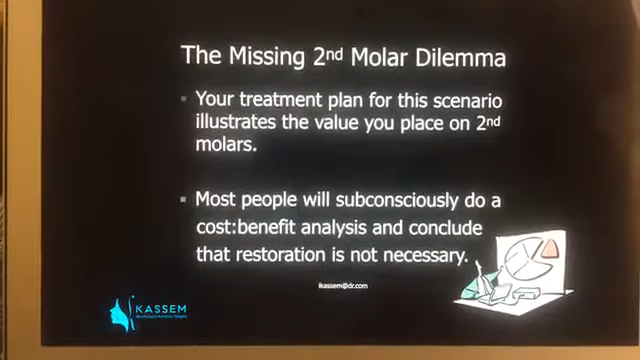 The Missing 2nd Molar Dilemma
Your treatment plan for this scenario
illustrates the value you place on 2nd
molars.
Most people will subconsciously do a
cost:benefit analysis and conclude
that restoration is not necessary.
ikassem@dr.com
KASSEM